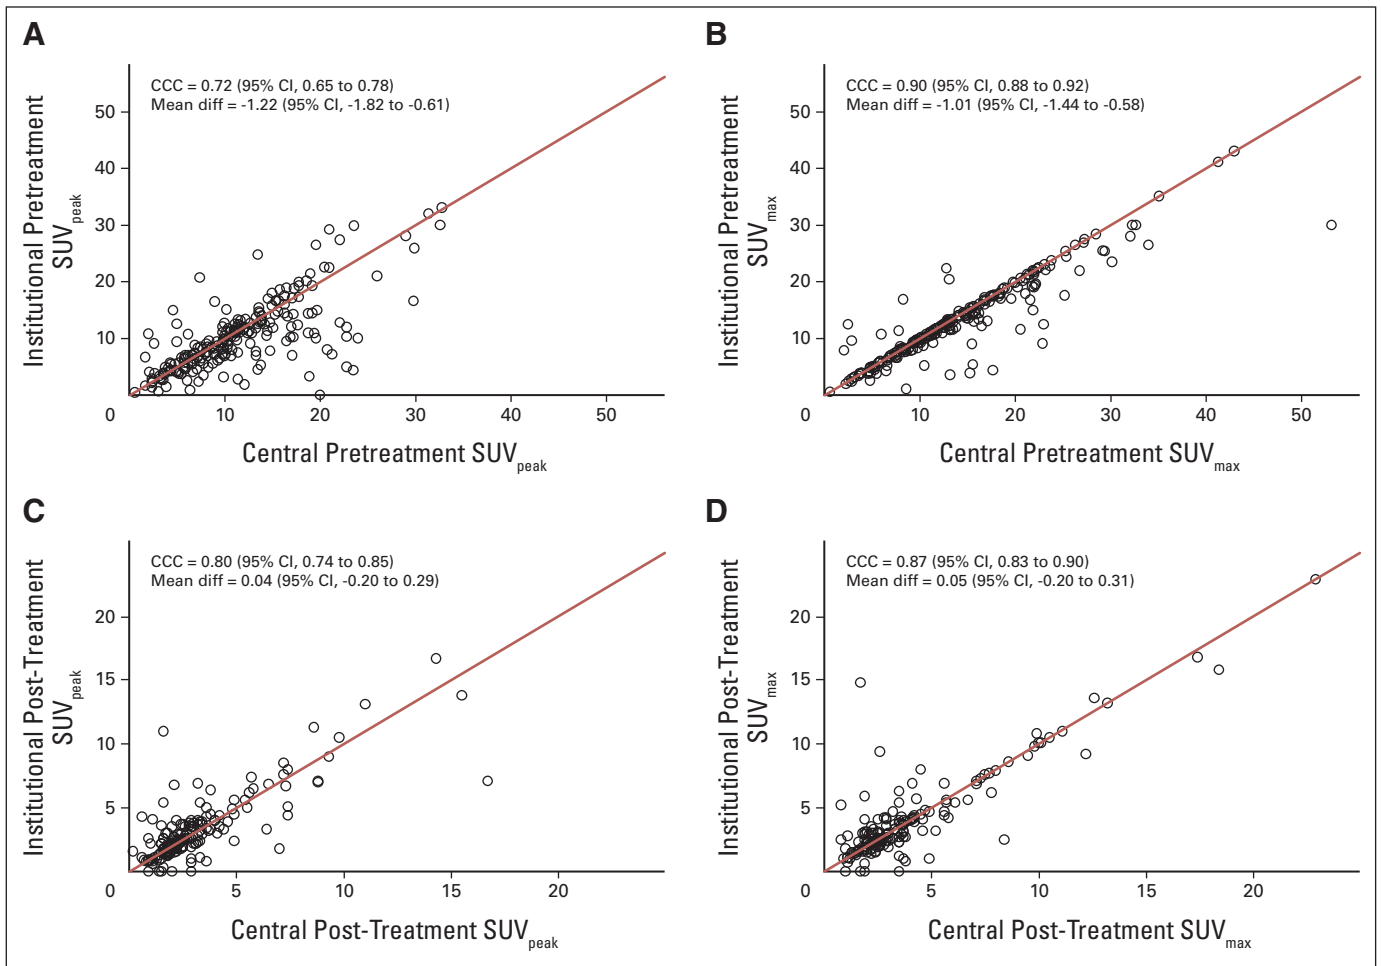 A
CCC = 0.72 (95% CI, 0.65 to 0.78)
Mean diff = -1.22 (95% CI, -1.82 to -0.61)
Institutional Pretreatment
SUVpeak
50
40
30
20
10
0
10
20
30
40
50
Central Pretreatment SUVpeak
B
CCC = 0.90 (95% CI, 0.88 to 0.92)
Mean diff = -1.01 (95% CI, -1.44 to -0.58)
Institutional Pretreatment
SUVmax
50
40
30
20
10
0
10
20
30
40
50
Central Pretreatment SUVmax
C
CCC = 0.80 (95% CI, 0.74 to 0.85)
Mean diff = 0.04 (95% CI, -0.20 to 0.29)
Institutional Post-Treatment
SUVpeak
20
15
10
5
0
5
10
15
20
Central Post-Treatment SUVpeak
D
CCC = 0.87 (95% CI, 0.83 to 0.90)
Mean diff = 0.05 (95% CI, -0.20 to 0.31)
Institutional Post-Treatment
SUVmax
20
15
10
5
0
5
10
15
20
Central Post-Treatment SUVmax